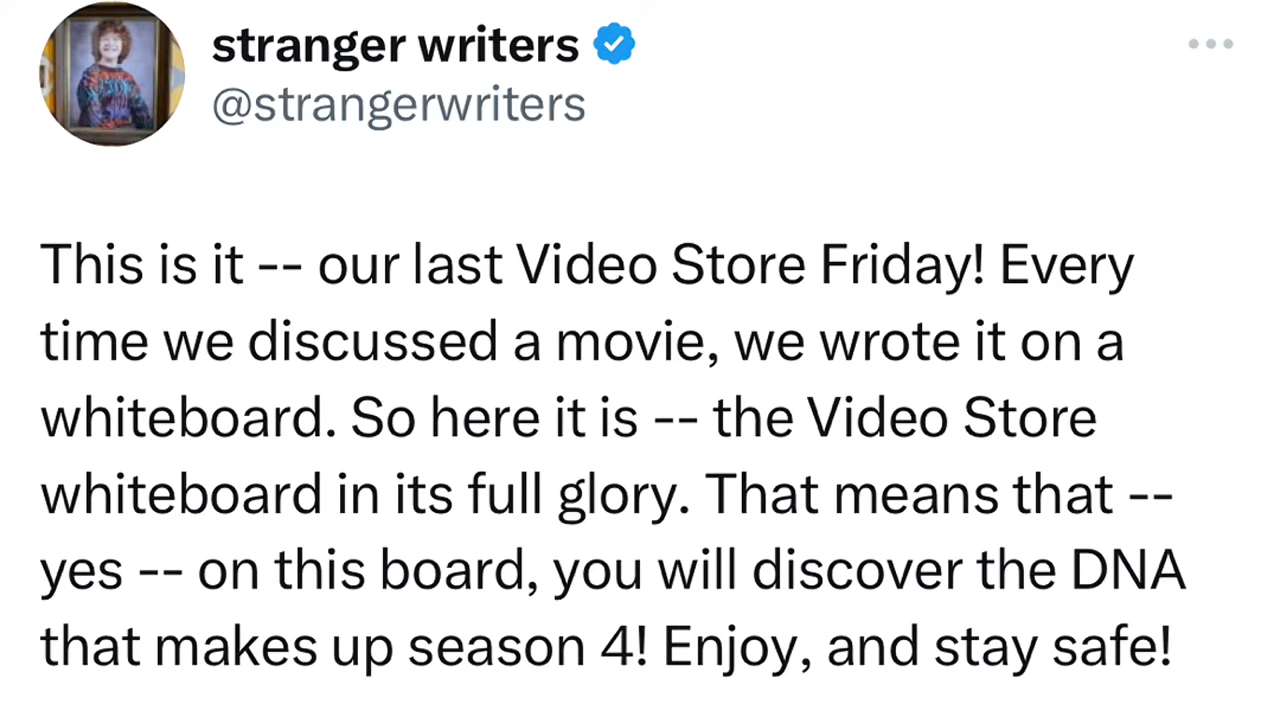 stranger writers
@strangerwriters
This is it -- our last Video Store Friday! Every
time we discussed a movie, we wrote it on a
whiteboard. So here it is -- the Video Store
whiteboard in its full glory. That means that --
yes -- on this board, you will discover the DNA
that makes up season 4! Enjoy, and stay safe!